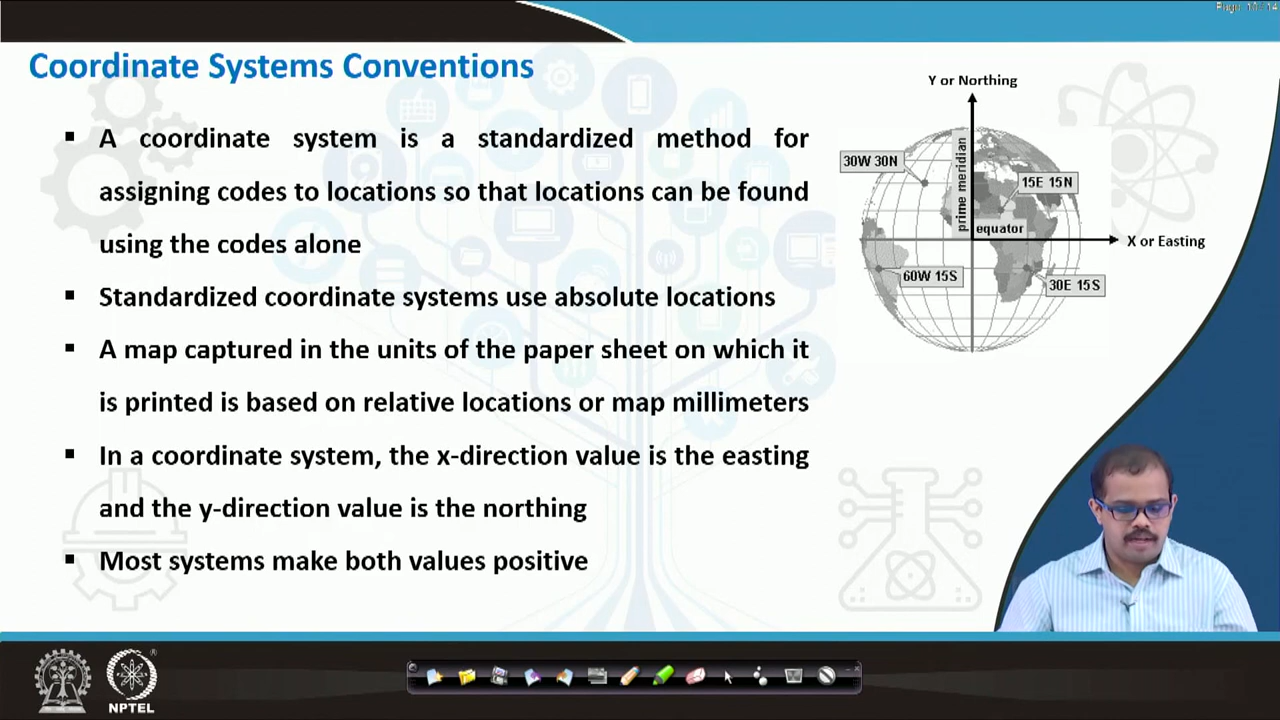 Page: 10 / 14
Coordinate Systems Conventions
A coordinate system is a standardized method for
assigning codes to locations so that locations can be found
using the codes alone
Standardized coordinate systems use absolute locations
A map captured in the units of the paper sheet on which it
is printed is based on relative locations or map millimeters
In a coordinate system, the x-direction value is the easting
and the y-direction value is the northing
Most systems make both values positive
Y or Northing
30W 30N
prime meridian
15E 15N
equator
X or Easting
60W 15S
30E 15S
NPTEL